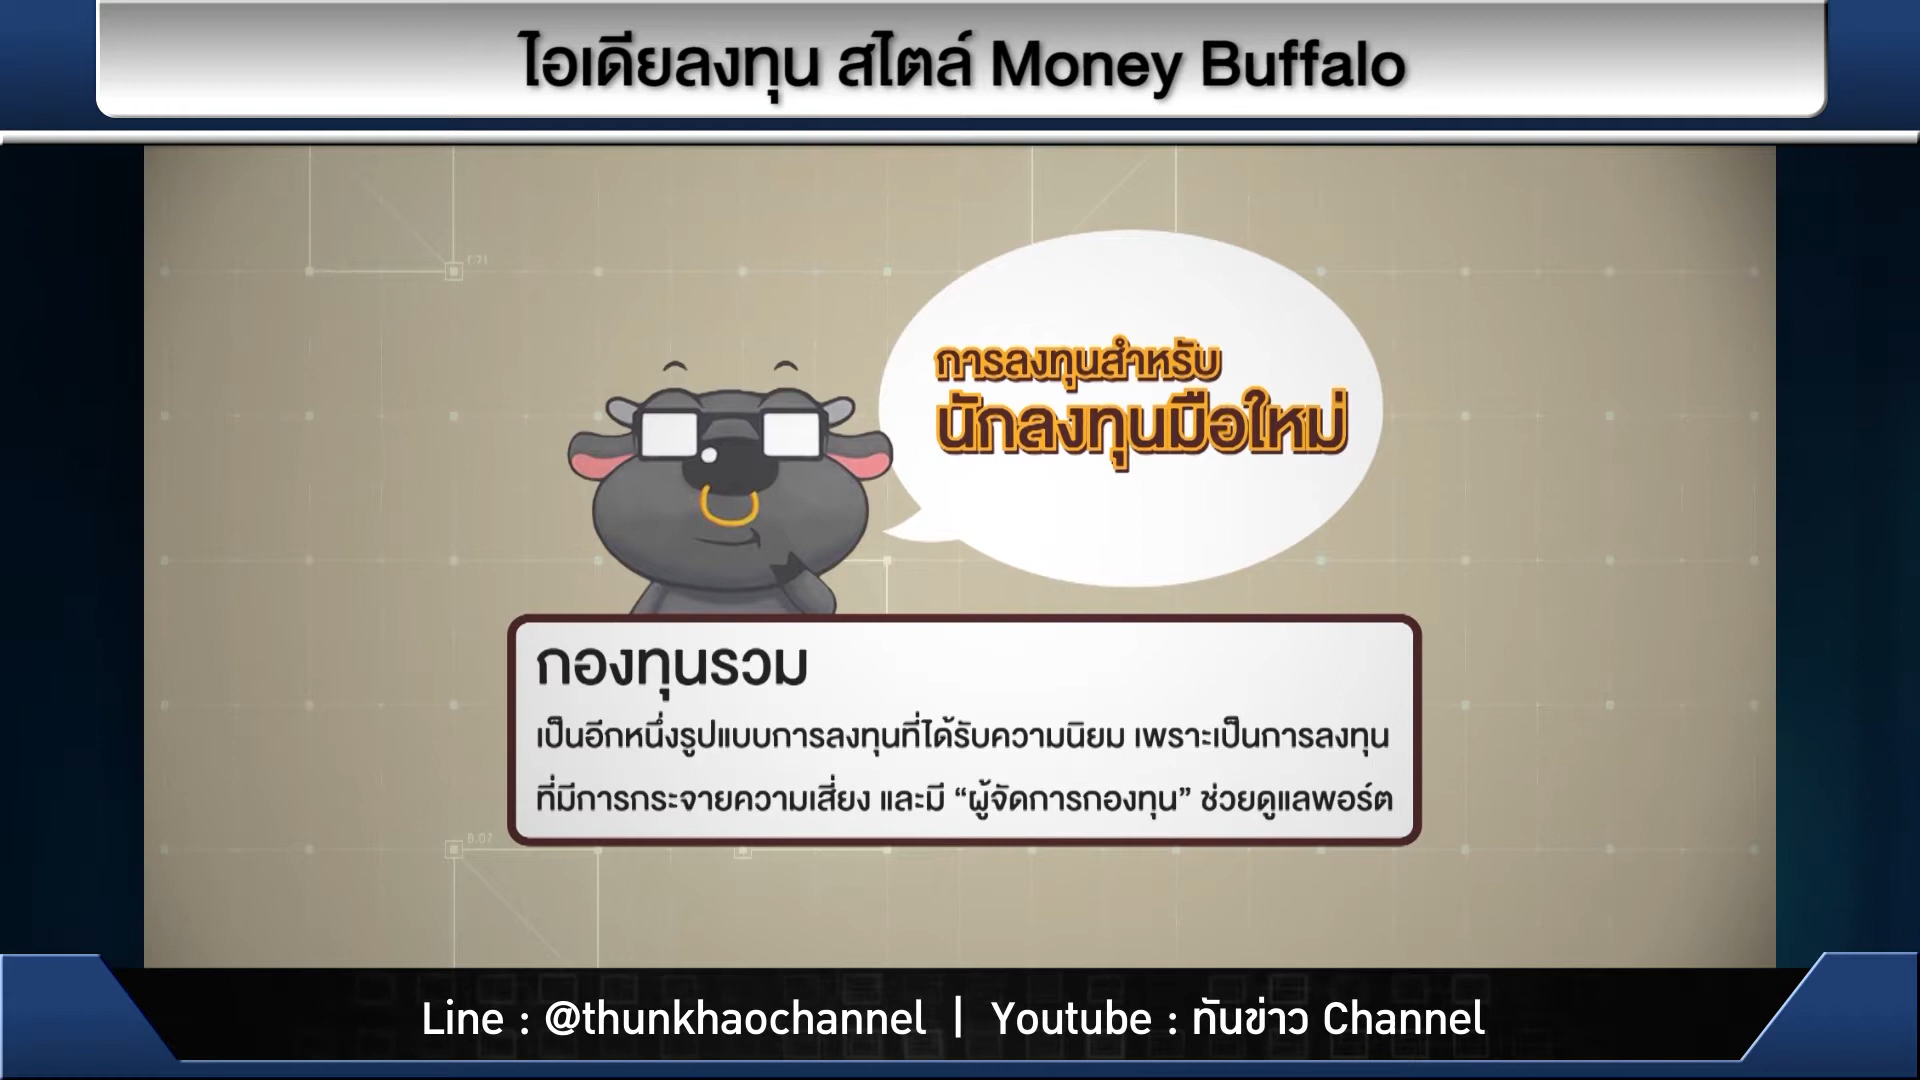 ไอเดียลงทุน สไตล์ Money Buffalo
การลงทุนสำหรับ
นักลงทุนมือใหม่
กองทุนรวม
เป็นอีกหนึ่งรูปแบบการลงทุนที่ได้รับความนิยม เพราะเป็นการลงทุน
ที่มีการกระจายความเสี่ยง และมี “ผู้จัดการกองทุน” ช่วยดูแลพอร์ต
B.07
Line : @thunkhaochannel | Youtube : ทันข่าว Channel